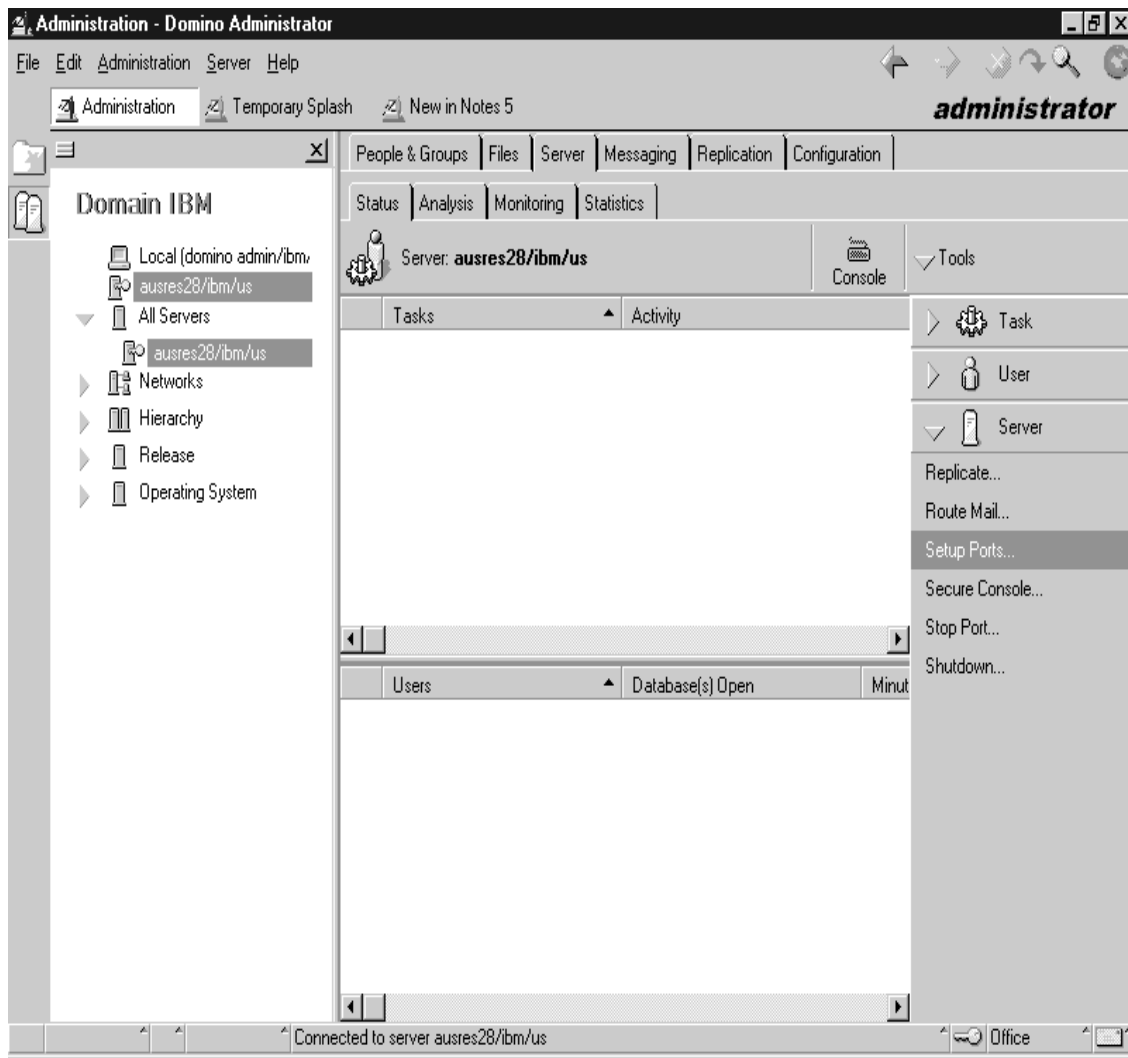 Administration - Domino Administrator
File Edit Administration Server Help
Administration Temporary Splash New in Notes 5 administrator
People & Groups Files Server Messaging Replication Configuration
Domain IBM
Status Analysis Monitoring Statistics
Local (domino admin/ibm/
ausres28/ibm/us
All Servers
ausres28/ibm/us
Networks
Hierarchy
Release
Operating System
Server: ausres28/ibm/us
Console
Tools
Tasks Activity
Task
User
Server
Replicate...
Route Mail...
Setup Ports...
Secure Console...
Stop Port...
Shutdown...
Users Database(s) Open Minut
Connected to server ausres28/ibm/us Office